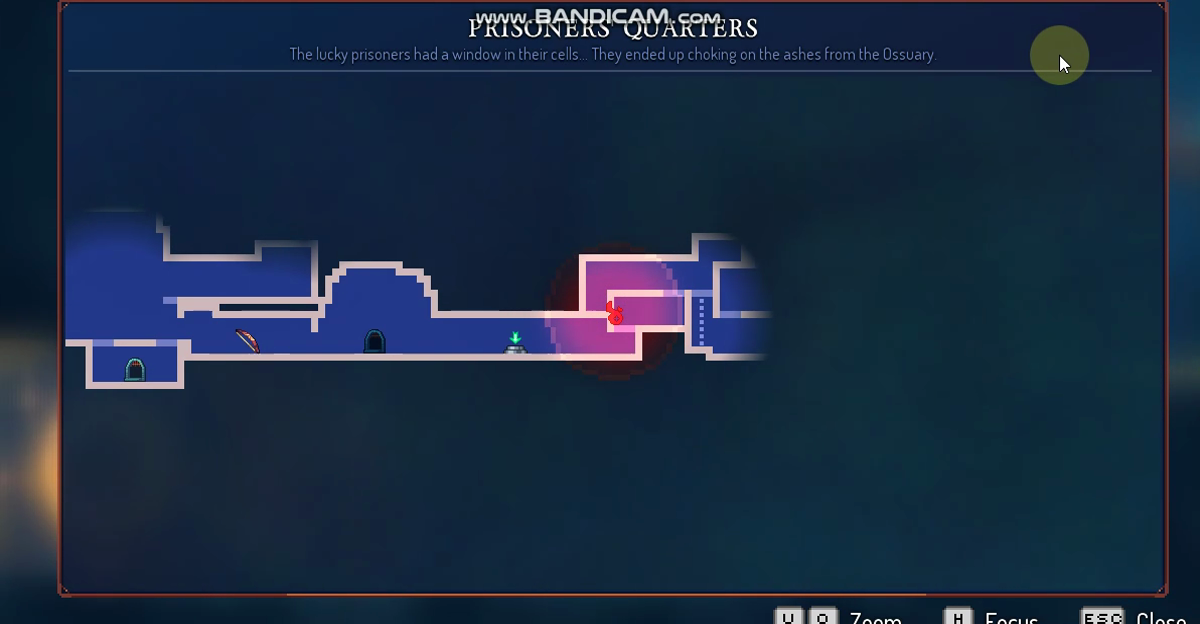 www.BANDICAM.com
PRISONERS' QUARTERS
The lucky prisoners had a window in their cells... They ended up choking on the ashes from the Ossuary.
Zoom Focus ESC Close